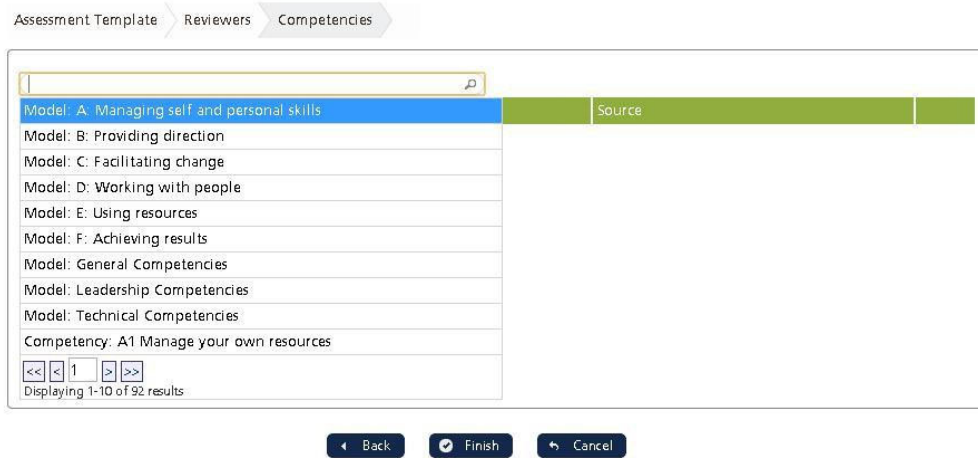 Assessment Template Reviewers Competencies
Model: A: Managing self and personal skills Source
Model: B: Providing direction
Model: C: Facilitating change
Model: D: Working with people
Model: E: Using resources
Model: F: Achieving results
Model: General Competencies
Model: Leadership Competencies
Model: Technical Competencies
Competency: A1 Manage your own resources
<< < 1 > >>
Displaying 1-10 of 92 results
Back Finish Cancel